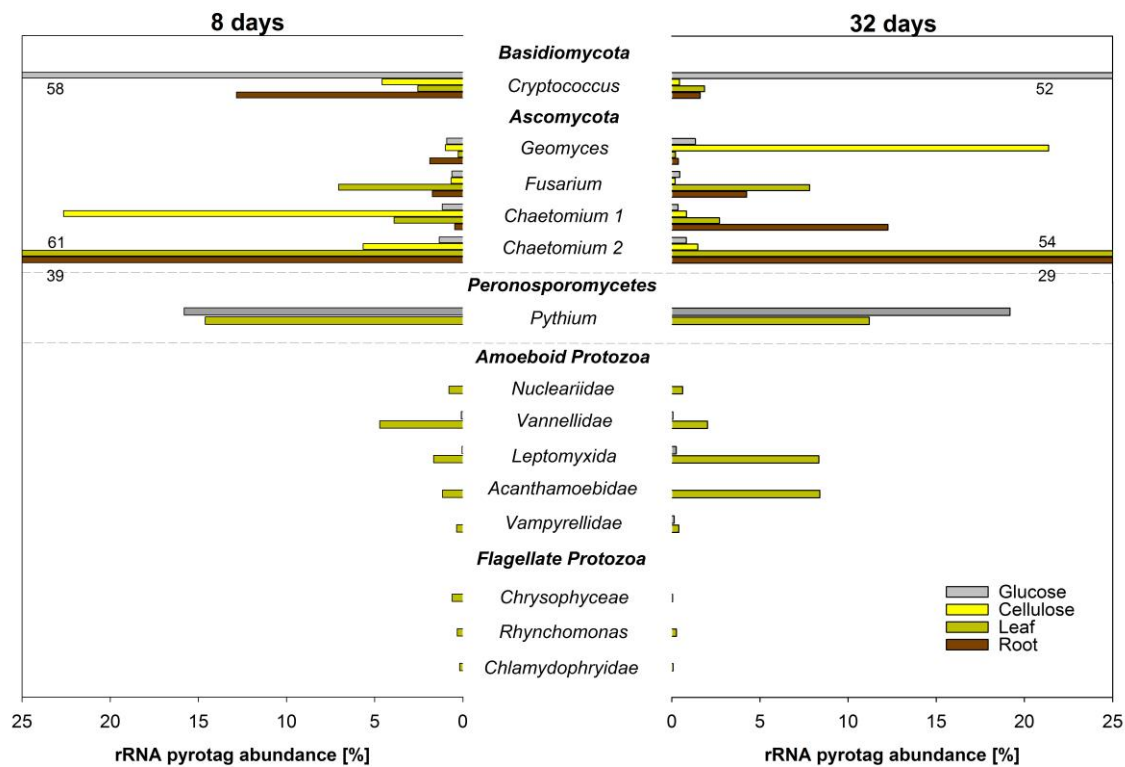 8 days
32 days
Basidiomycota
58
Cryptococcus
52
Ascomycota
Geomyces
Fusarium
Chaetomium 1
61
Chaetomium 2
54
39
29
Peronosporomycetes
Pythium
Amoeboid Protozoa
Nucleariidae
Vannellidae
Leptomyxida
Acanthamoebidae
Vampyrellidae
Flagellate Protozoa
Chrysophyceae
Rhynchomonas
Chlamydophryidae
Glucose
Cellulose
Leaf
Root
25 20 15 10 5 0
0 5 10 15 20 25
rRNA pyrotag abundance [%]
rRNA pyrotag abundance [%]